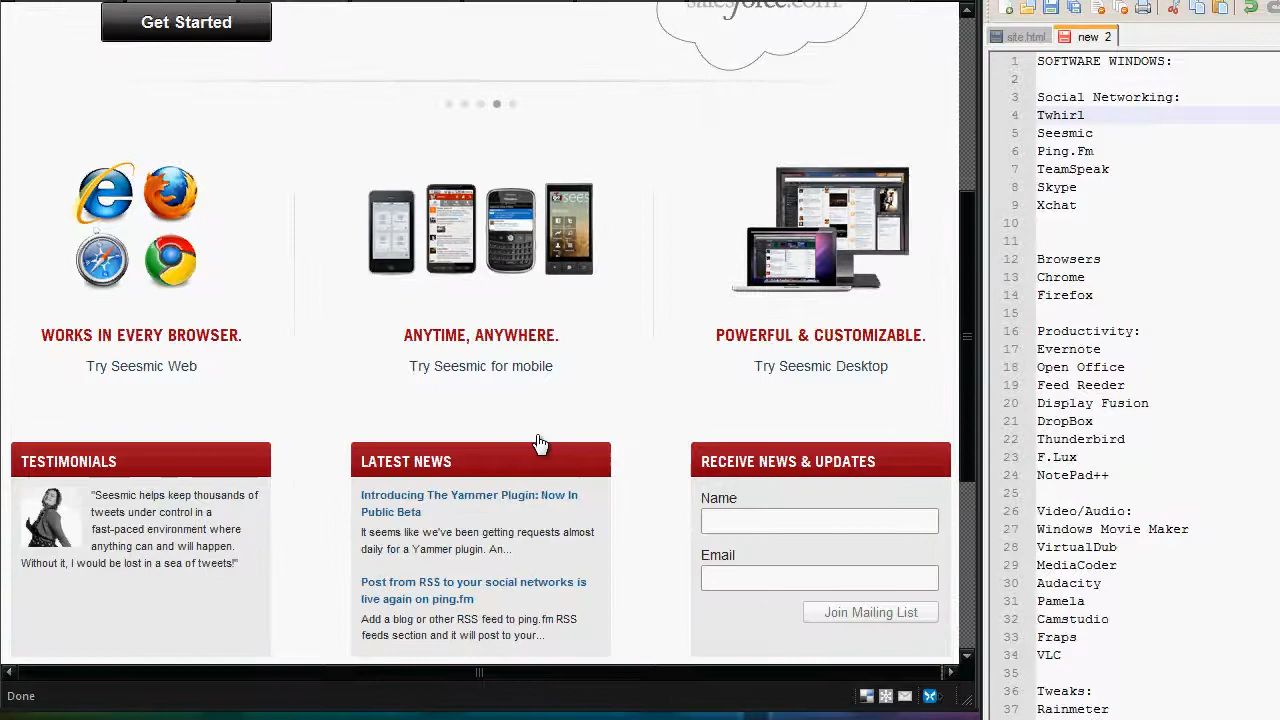 Get Started
salesforce.com
WORKS IN EVERY BROWSER.
Try Seesmic Web
ANYTIME, ANYWHERE.
Try Seesmic for mobile
POWERFUL & CUSTOMIZABLE.
Try Seesmic Desktop
TESTIMONIALS
"Seesmic helps keep thousands of
tweets under control in a
fast-paced environment where
anything can and will happen.
Without it, I would be lost in a sea of tweets!"
LATEST NEWS
Introducing The Yammer Plugin: Now In
Public Beta
It seems like we've been getting requests almost
daily for a Yammer plugin. An...
Post from RSS to your social networks is
live again on ping.fm
Add a blog or other RSS feed to ping.fm RSS
feeds section and it will post to your...
RECEIVE NEWS & UPDATES
Name
Email
Join Mailing List
Done
site.html
new 2
1 SOFTWARE WINDOWS:
2
3 Social Networking:
4 Twhirl
5 Seesmic
6 Ping.Fm
7 TeamSpeak
8 Skype
9 Xchat
10
11
12 Browsers
13 Chrome
14 Firefox
15
16 Productivity:
17 Evernote
18 Open Office
19 Feed Reeder
20 Display Fusion
21 DropBox
22 Thunderbird
23 F.Lux
24 NotePad++
25
26 Video/Audio:
27 Windows Movie Maker
28 VirtualDub
29 MediaCoder
30 Audacity
31 Pamela
32 Camstudio
33 Fraps
34 VLC
35
36 Tweaks:
37 Rainmeter